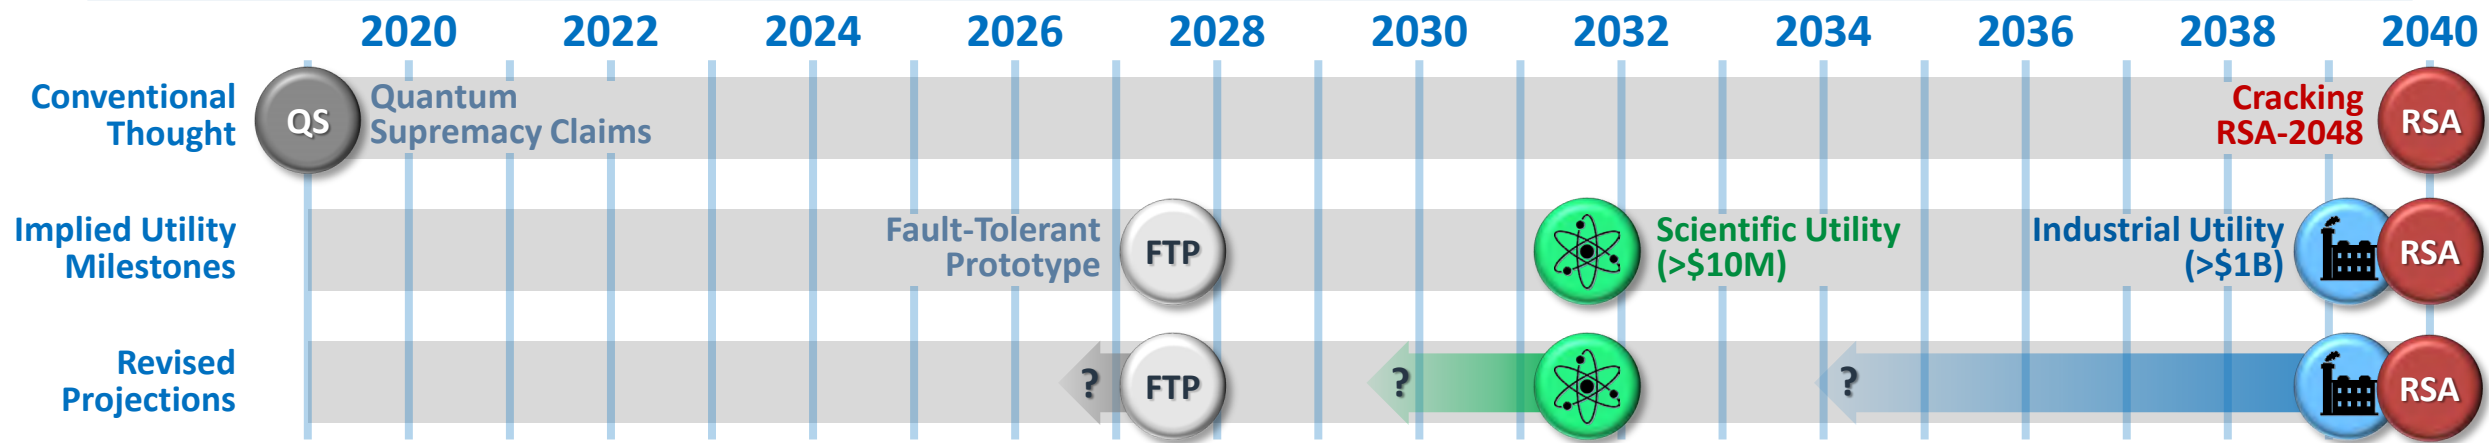 2020 2022 2024 2026 2028 2030 2032 2034 2036 2038 2040
Conventional
Thought
QS
Quantum
Supremacy Claims
Cracking
RSA-2048
RSA
Implied Utility
Milestones
Fault-Tolerant
Prototype
FTP
Scientific Utility
(>$10M)
Industrial Utility
(>$1B)
RSA
Revised
Projections
?
FTP
?
?
RSA